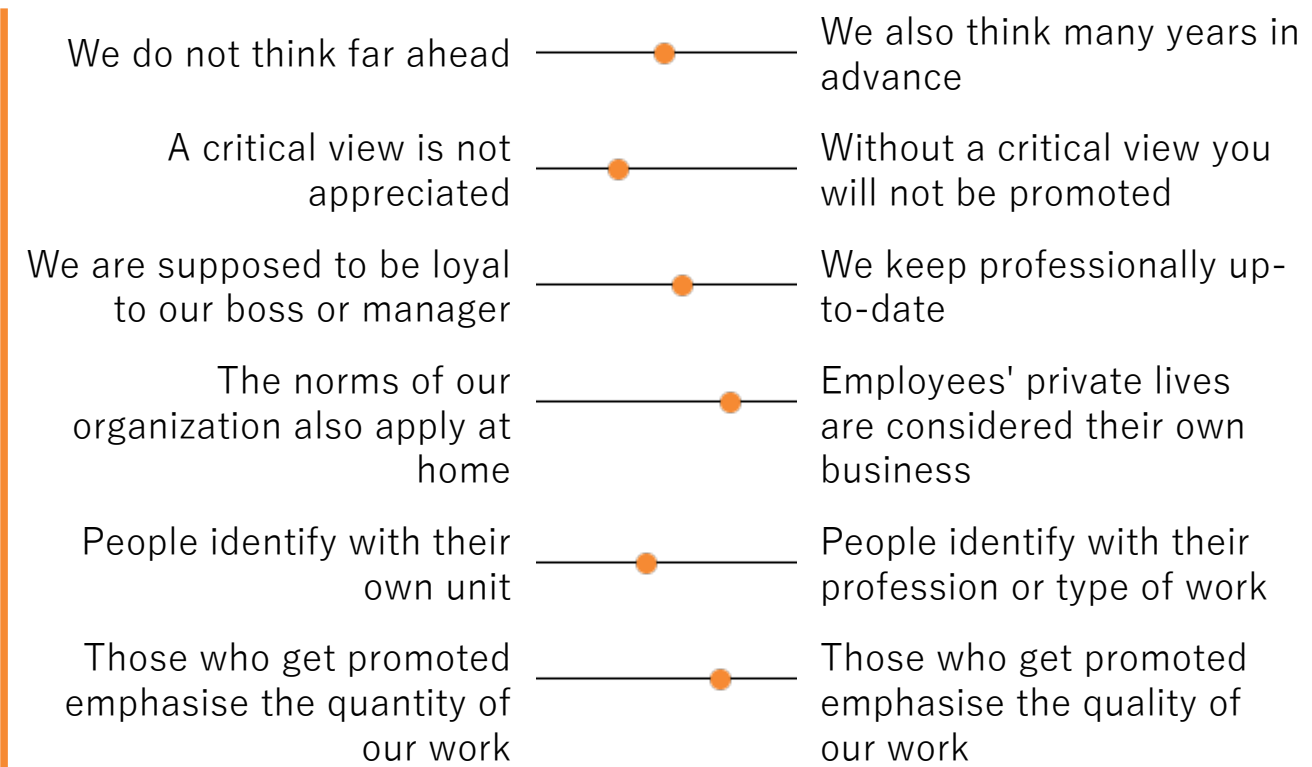 We do not think far ahead
We also think many years in
advance
A critical view is not
appreciated
Without a critical view you
will not be promoted
We are supposed to be loyal
to our boss or manager
We keep professionally up-
to-date
The norms of our
organization also apply at
home
Employees' private lives
are considered their own
business
People identify with their
own unit
People identify with their
profession or type of work
Those who get promoted
emphasise the quantity of
our work
Those who get promoted
emphasise the quality of
our work